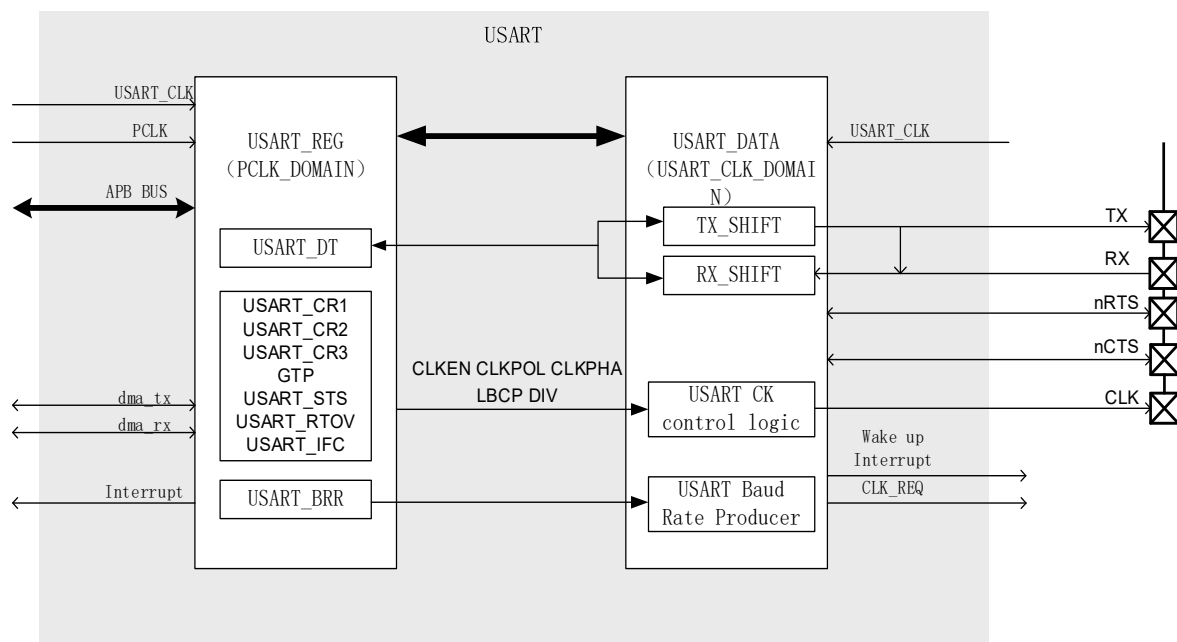 USART
USART_CLK
PCLK
APB BUS
dma_tx
dma_rx
Interrupt
USART_REG
(PCLK_DOMAIN)
USART_DT
USART_CR1
USART_CR2
USART_CR3
GTP
USART_STS
USART_RTOV
USART_IFC
USART_BRR
CLKEN CLKPOL CLKPHA
LBCP DIV
USART_DATA
(USART_CLK_DOMAI
N)
TX_SHIFT
RX_SHIFT
USART CK
control logic
USART Baud
Rate Producer
USART_CLK
TX
RX
nRTS
nCTS
CLK
Wake up
Interrupt
CLK_REQ